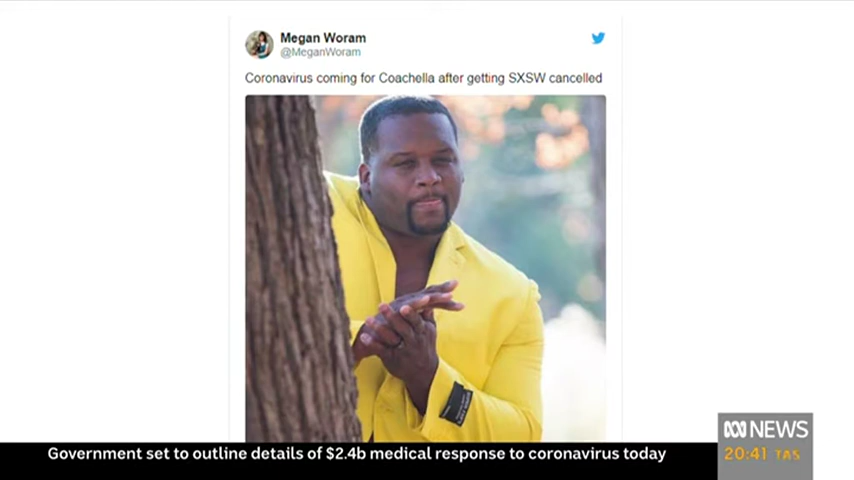 Megan Woram
@MeganWoram
Coronavirus coming for Coachella after getting SXSW cancelled
NEWS
Government set to outline details of $2.4b medical response to coronavirus today
20:41 TAS